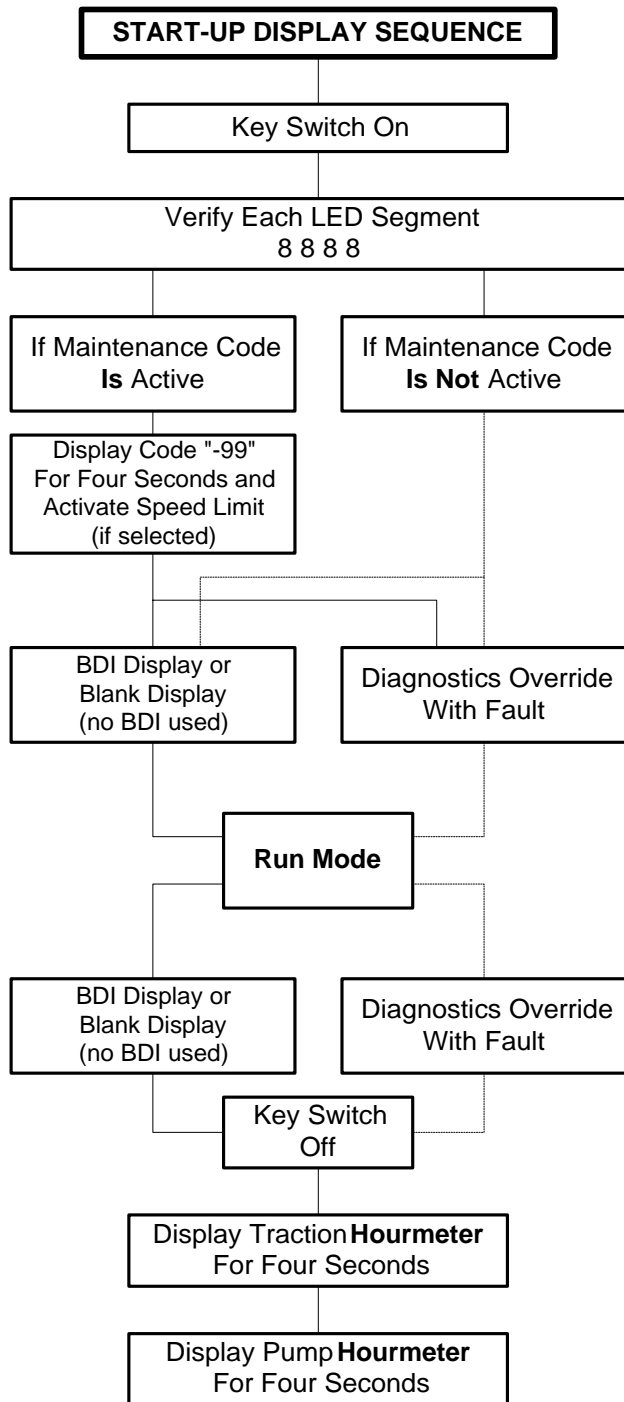 START-UP DISPLAY SEQUENCE
Key Switch On
Verify Each LED Segment
8 8 8 8
If Maintenance Code
Is Active
If Maintenance Code
Is Not Active
Display Code "-99"
For Four Seconds and
Activate Speed Limit
(if selected)
BDI Display or
Blank Display
(no BDI used)
Diagnostics Override
With Fault
Run Mode
BDI Display or
Blank Display
(no BDI used)
Diagnostics Override
With Fault
Key Switch
Off
Display Traction Hourmeter
For Four Seconds
Display Pump Hourmeter
For Four Seconds